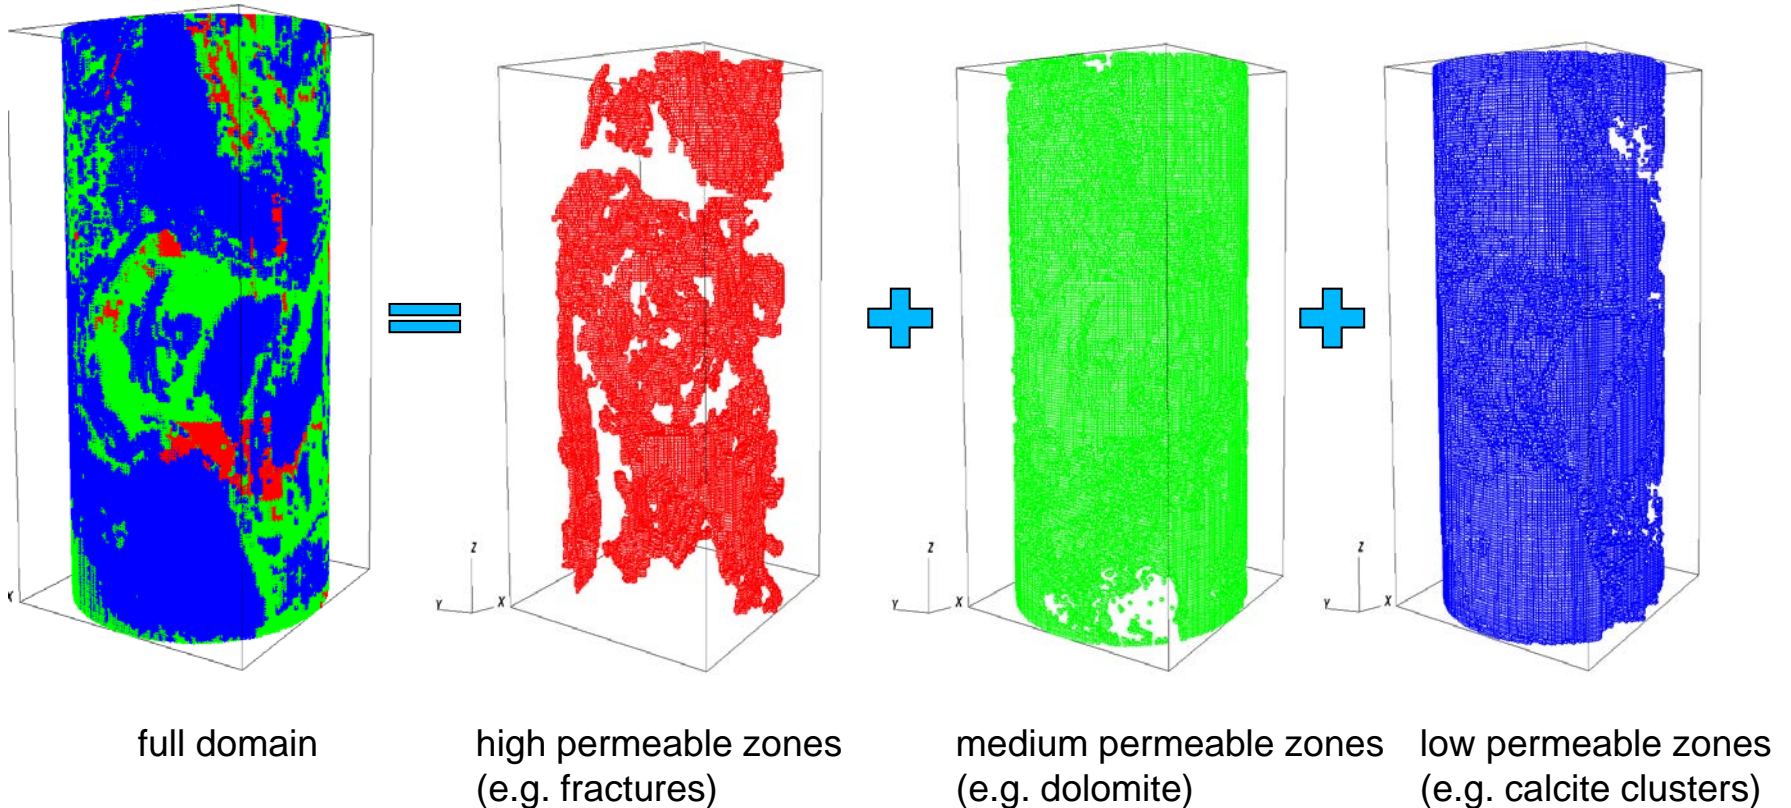 Z
Z
Z
X
Y
X
Y
X
Y
X
full domain
high permeable zones
(e.g. fractures)
medium permeable zones
(e.g. dolomite)
low permeable zones
(e.g. calcite clusters)